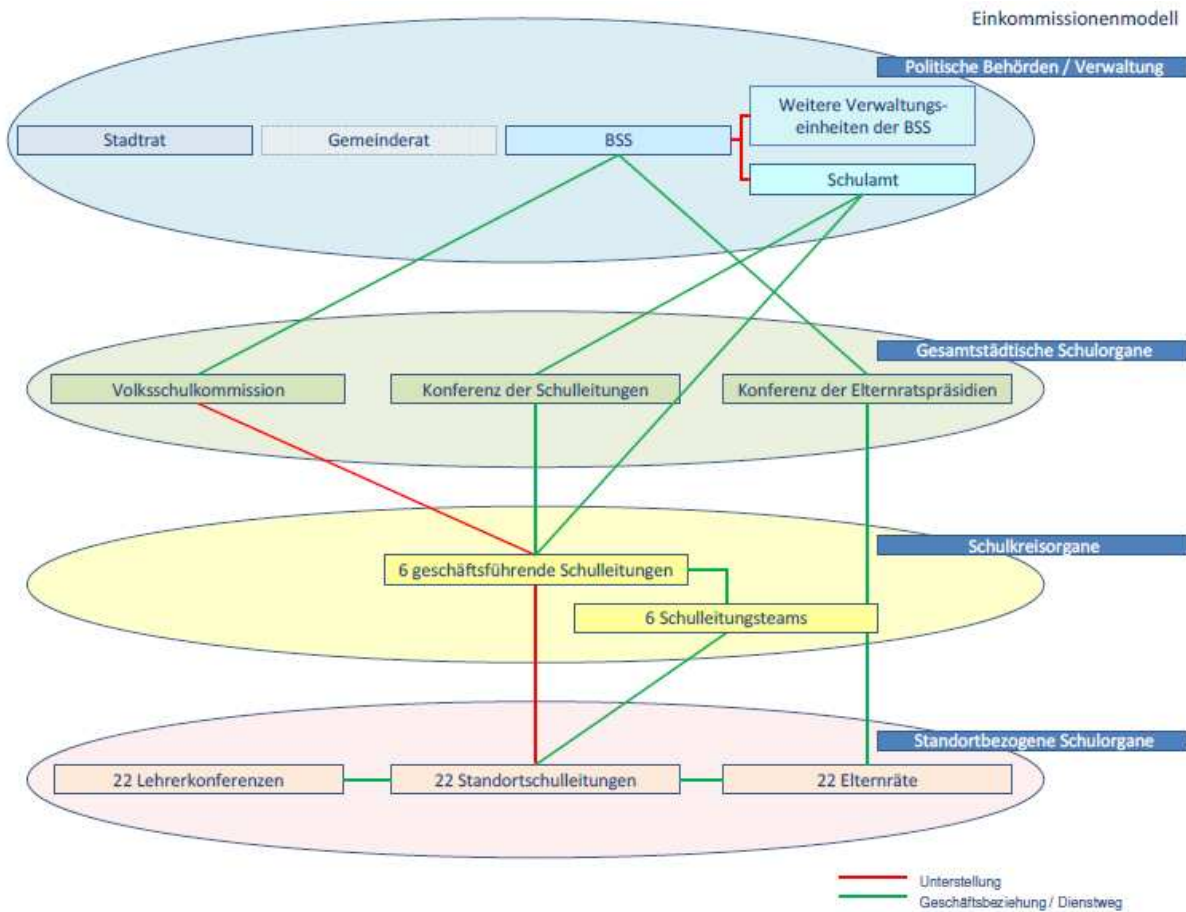 Einkommissionenmodell
Politische Behörden / Verwaltung
Weitere Verwaltungs-
einheiten der BSS
Stadtrat
Gemeinderat
BSS
Schulamt
Gesamtstädtische Schulorgane
Volksschulkommission
Konferenz der Schulleitungen
Konferenz der Elternratspräsidien
Schulkreisorgane
6 geschäftsführende Schulleitungen
6 Schulleitungsteams
Standortbezogene Schulorgane
22 Lehrerkonferenzen
22 Standortschulleitungen
22 Elternräte
Unterstellung
Geschäftsbeziehung / Dienstweg